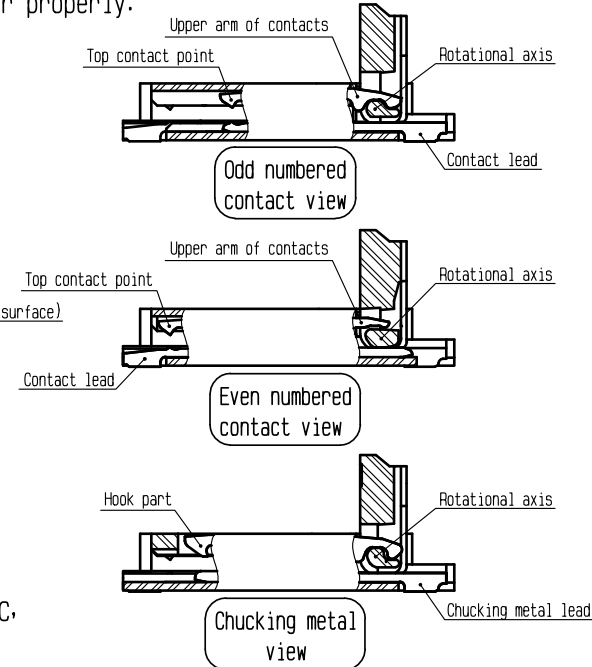 r properly.
Upper arm of contacts
Top contact point
Rotational axis
Contact lead
Odd numbered
contact view
Upper arm of contacts
Top contact point
Rotational axis
surface)
Contact lead
Even numbered
contact view
Hook part
Rotational axis
C,
Chucking metal lead
Chucking metal
view